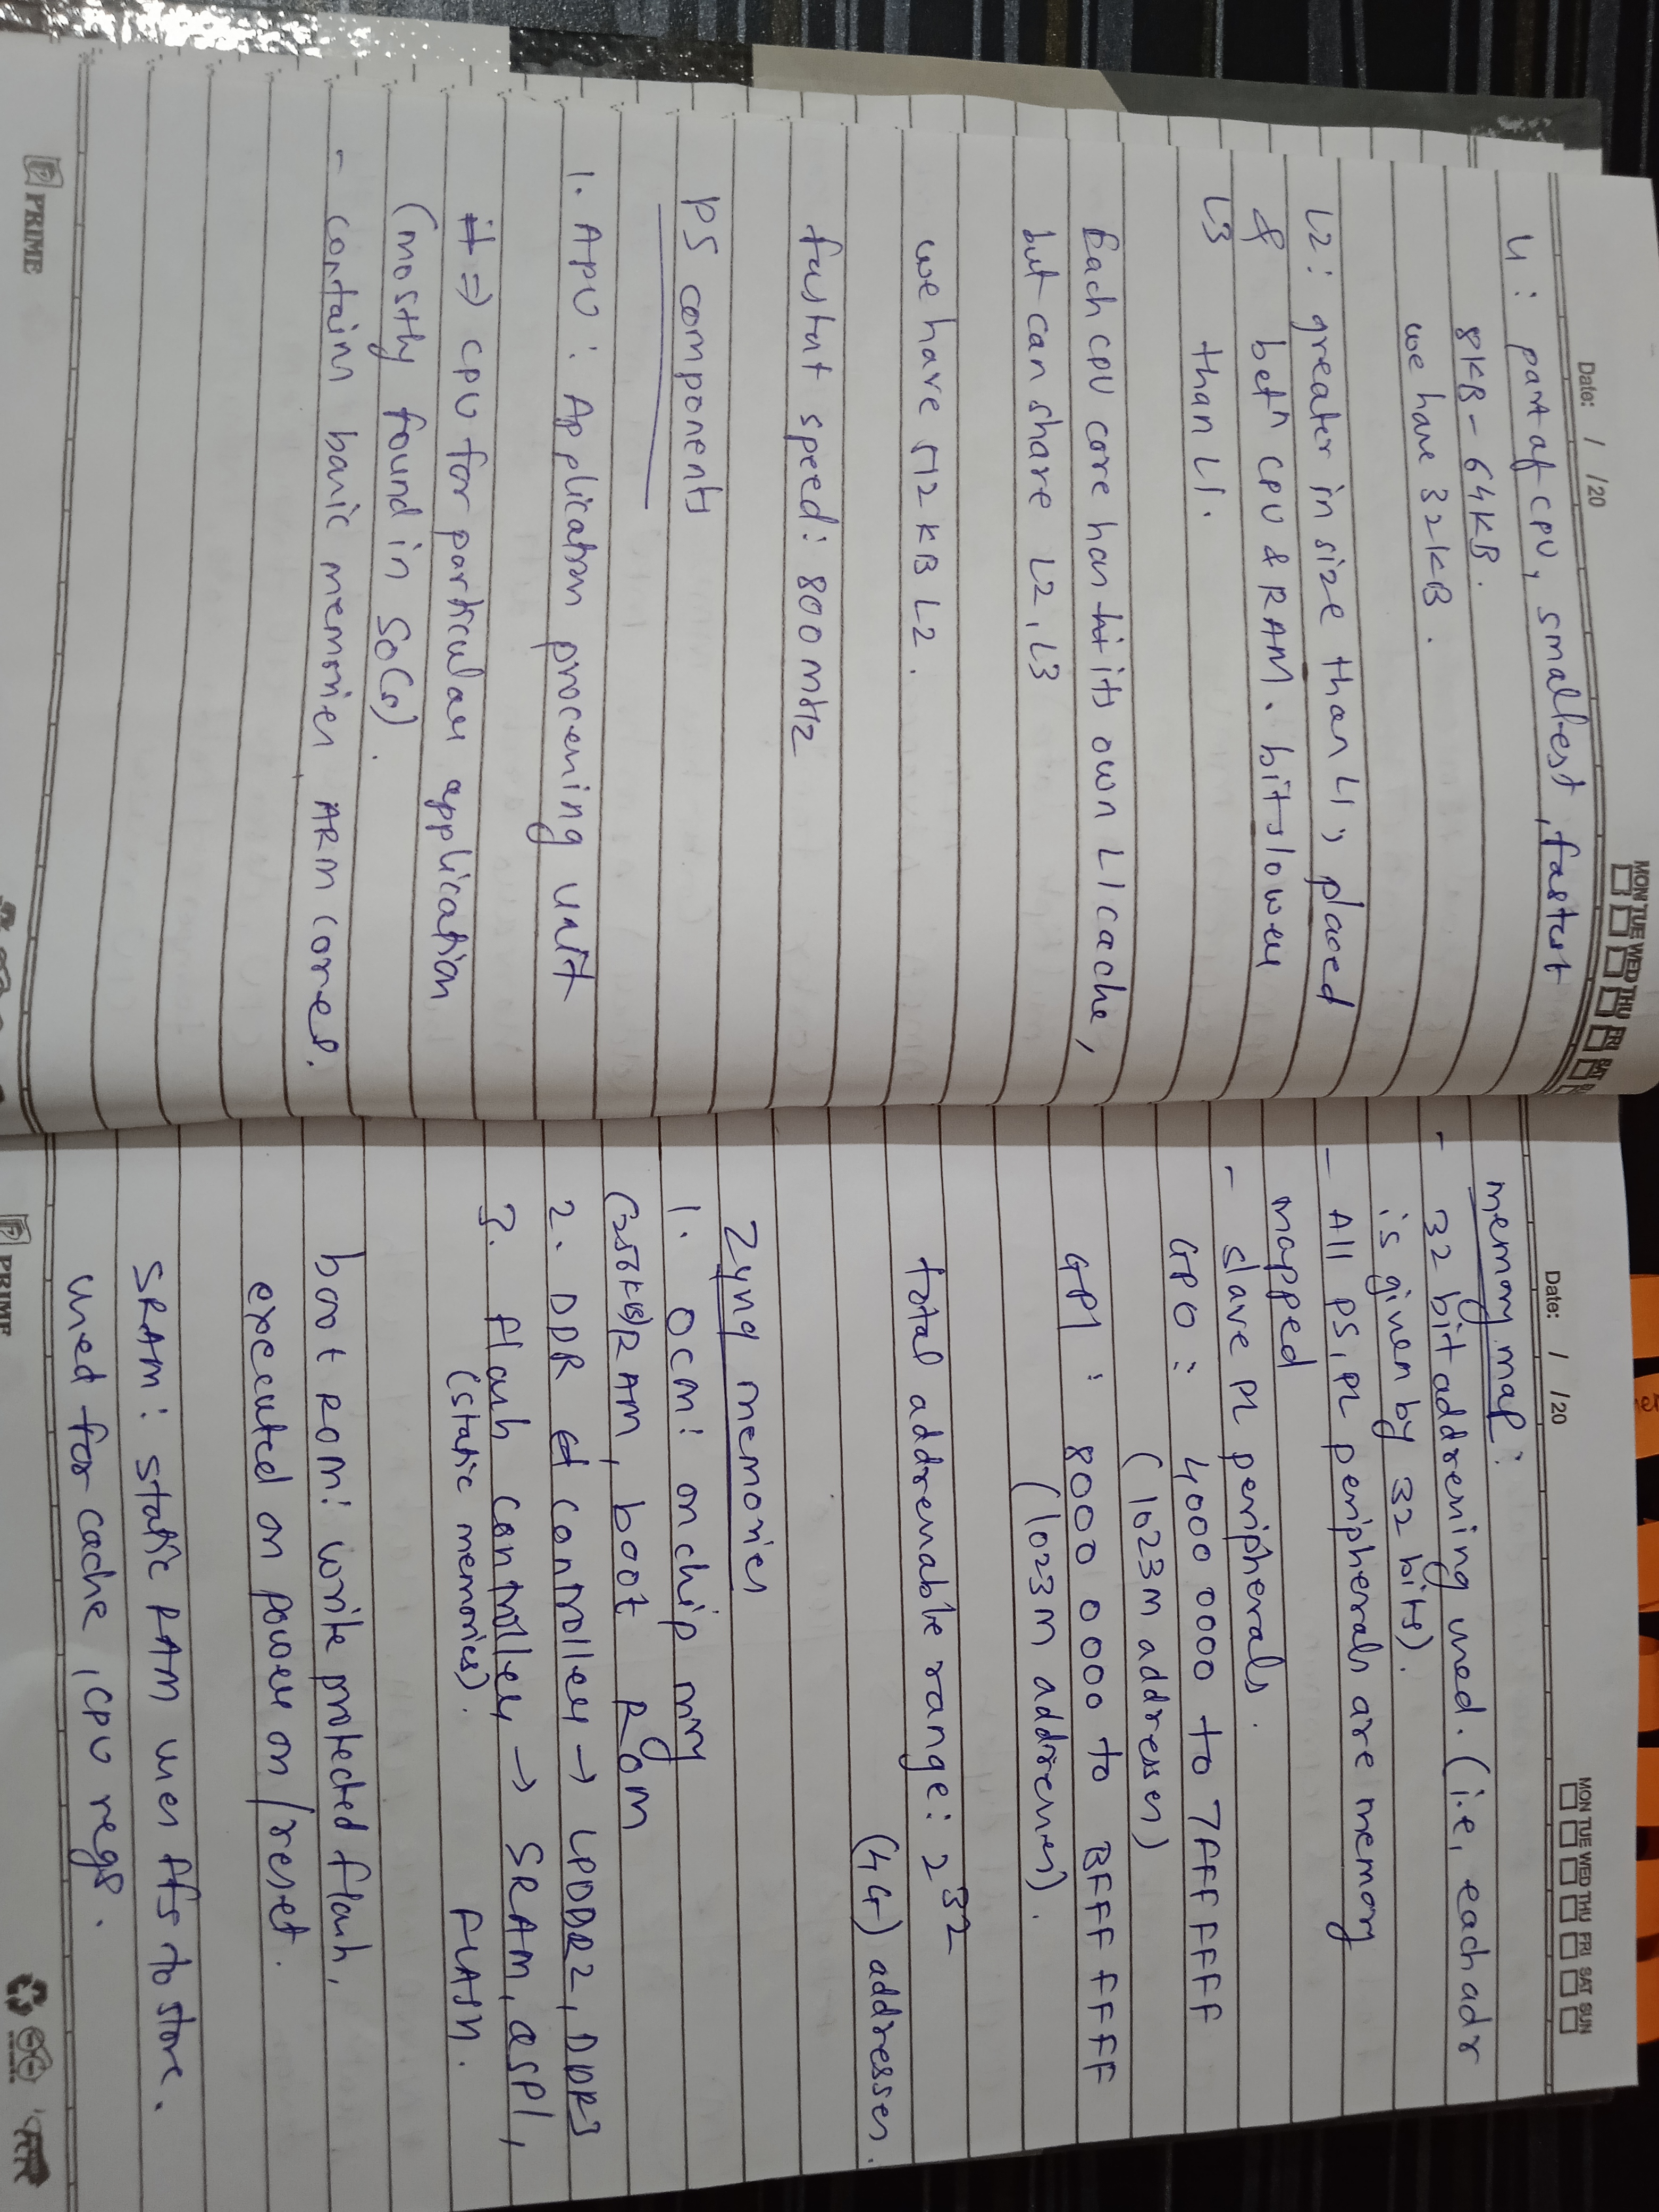 Date: / /20
MON TUE WED THU FRI SAT
L1: part of CPU, smallest, fastest
8KB - 64KB.
we have 32KB.
L2: greater in size than L1, placed
& betn CPU & RAM. bit slower
L3 than L1.
Each CPU core has its own L1 cache,
but can share L2, L3
we have 512 KB L2.
fastest speed: 800 MHz
PS components
1. APU: Application processing unit
⇒ CPU for particular application
(mostly found in SoCs).
- contains basic memories ARM cores.
PRIME
Date: / /20
MON TUE WED THU FRI SAT SUN
memory map:
- 32 bit addressing used. (i.e, each adr
is given by 32 bits).
- All PS, PL peripherals are memory
mapped
- slave PL peripherals.
GP0: 4000 0000 to 7FFF FFFF
(1023M addresses)
GP1: 8000 0000 to BFFF FFFF
(1023M addresses).
total addressable range: 2^32
(4G) addresses.
Zynq memories
1. OCM: on chip mry
(256KB) RAM, boot ROM
2. DDR controller → LPDDR2, DDR3
3. flash controller → SRAM, QSPI,
(static memories). FLASH.
boot ROM: write protected flash,
executed on power on/reset.
SRAM: static RAM uses ffs to store.
used for cache, CPU regs.
PRIME